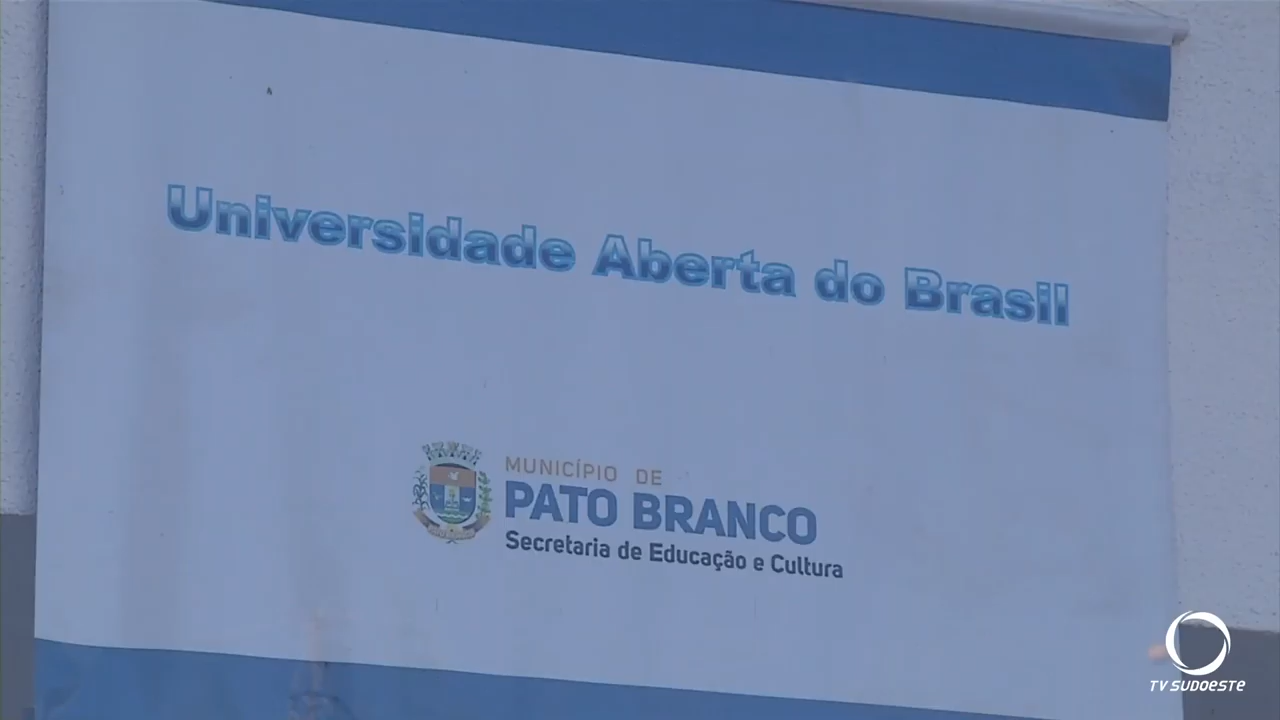 Universidade Aberta do Brasil
MUNICÍPIO DE
PATO BRANCO
Secretaria de Educação e Cultura
TV SUDOESTE